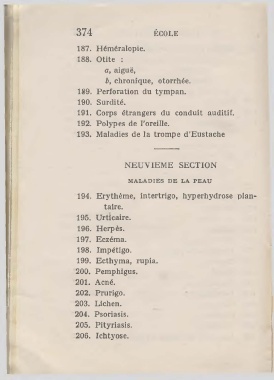 374 ÉCOLE
187. Héméralopie.
188. Otite :
a, aiguë,
b, chronique, otorrhée.
189. Perforation du tympan.
190. Surdité.
191. Corps étrangers du conduit auditif.
192. Polypes de l'oreille.
193. Maladies de la trompe d'Eustache
NEUVIEME SECTION
MALADIES DE LA PEAU
194. Erythème, intertrigo, hyperhydrose plan-
taire.
195. Urticaire.
196. Herpès.
197. Eczéma.
198. Impétigo.
199. Ecthyma, rupia.
200. Pemphigus.
201. Acné.
202. Prurigo.
203. Lichen.
204. Psoriasis.
205. Pityriasis.
206. Ichtyose.